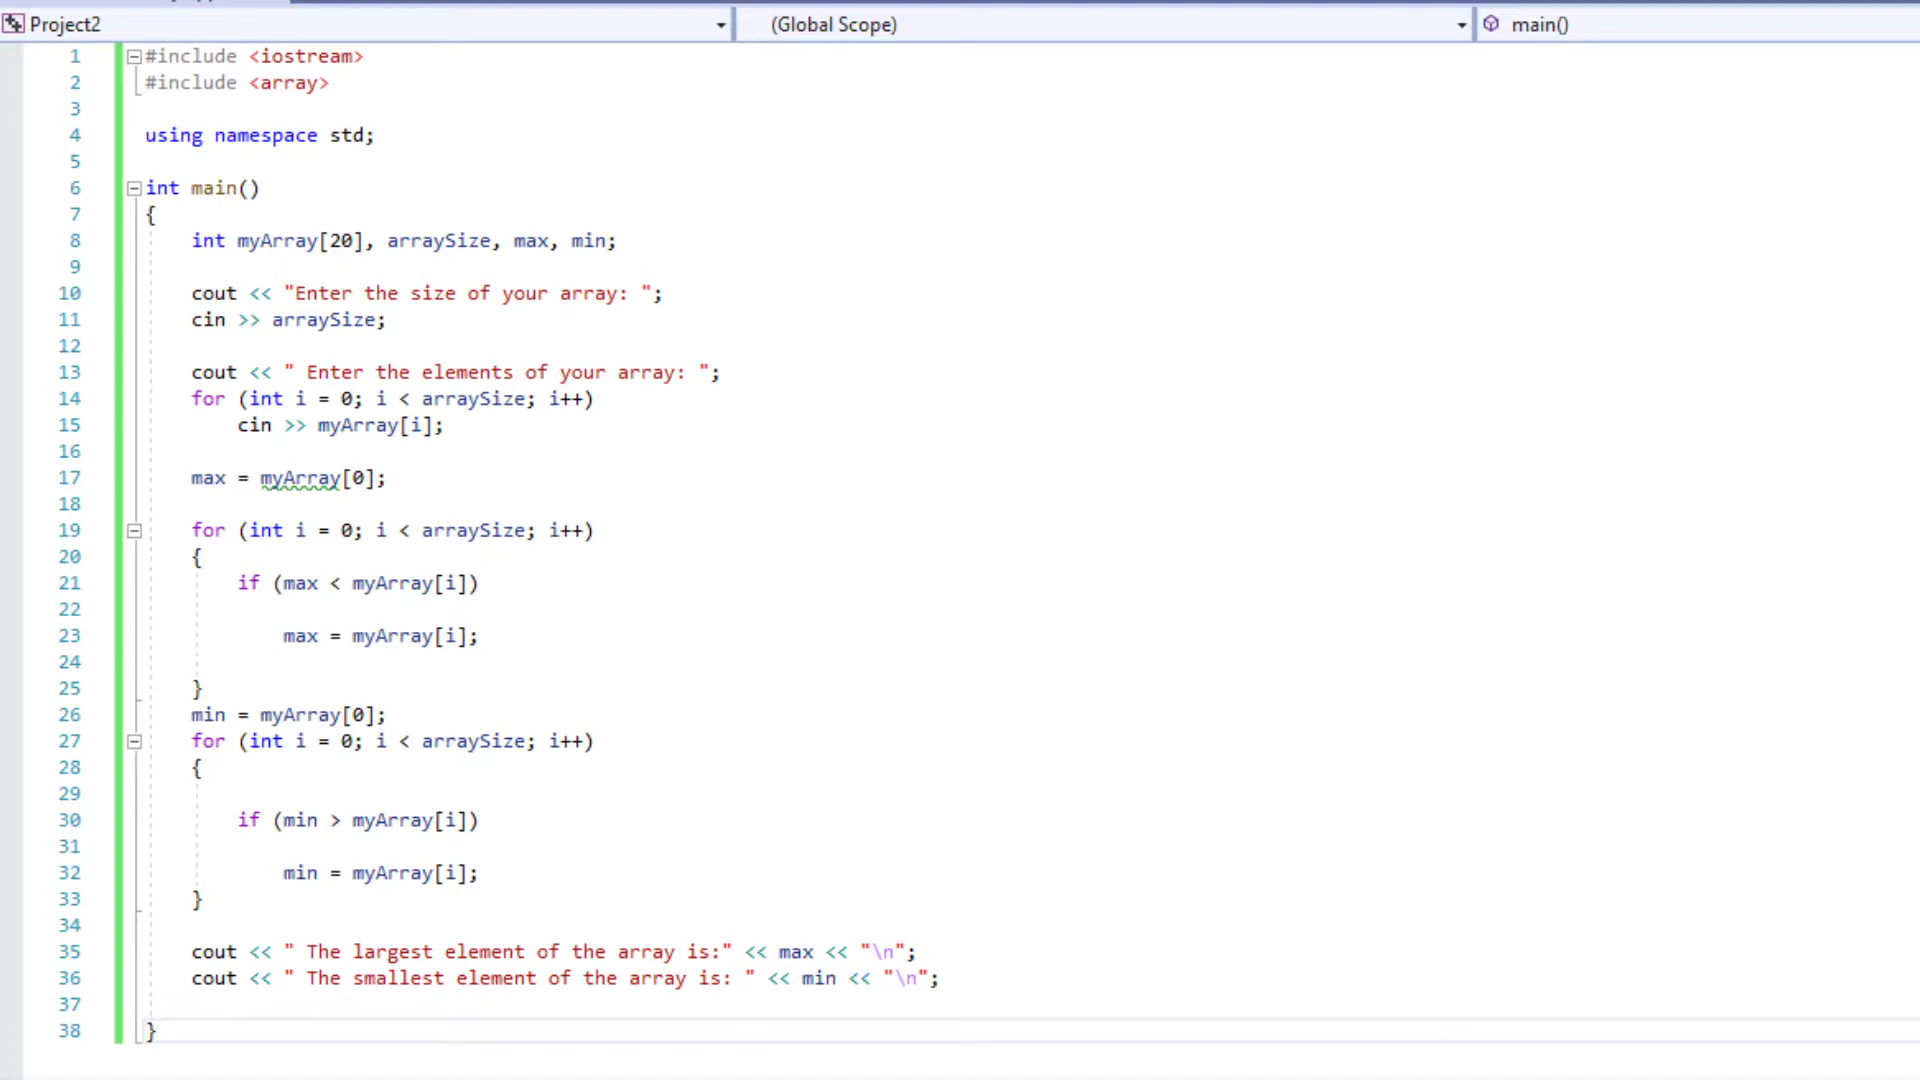 Project2
(Global Scope)
main()
1 #include <iostream>
2 #include <array>
3
4 using namespace std;
5
6 int main()
7 {
8 int myArray[20], arraySize, max, min;
9
10 cout << "Enter the size of your array: ";
11 cin >> arraySize;
12
13 cout << " Enter the elements of your array: ";
14 for (int i = 0; i < arraySize; i++)
15 cin >> myArray[i];
16
17 max = myArray[0];
18
19 for (int i = 0; i < arraySize; i++)
20 {
21 if (max < myArray[i])
22
23 max = myArray[i];
24
25 }
26 min = myArray[0];
27 for (int i = 0; i < arraySize; i++)
28 {
29
30 if (min > myArray[i])
31
32 min = myArray[i];
33 }
34
35 cout << " The largest element of the array is:" << max << "\n";
36 cout << " The smallest element of the array is: " << min << "\n";
37
38 }